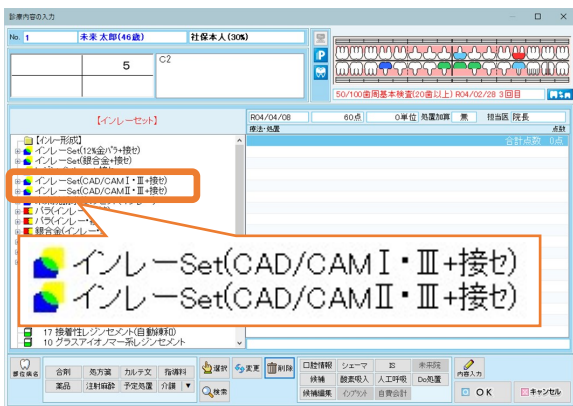 診療内容の入力
No. 1 未来 太郎(46歳) 社保本人(30%)
5
C2
50/100歯周基本検査(20歯以上) R04/02/28 3回目
【インレーセット】
R04/04/08 60点 0単位 処置加算 無 担当医 院長
療法・処置 点数
合計点数 0点
【インレー形成】
インレーSet(12%金パラ+接セ)
インレーSet(銀合金+接セ)
インレーSet(CAD/CAMⅠ・Ⅲ+接セ)
インレーSet(CAD/CAMⅡ・Ⅲ+接セ)
パラ(インレー
パラ(インレー・
銀合金(インレー
インレーSet(CAD/CAMⅠ・Ⅲ+接セ)
インレーSet(CAD/CAMⅡ・Ⅲ+接セ)
17 接着性レジンセメント(自動練和)
10 グラスアイオノマー系レジンセメント
部位病名
合剤 処方箋 カルテ文 指導料
薬品 注射麻酔 予定処置 介護 ▼
選択 変更 削除
検索
口腔情報 シェーマ IS 未来院
候補 酸素吸入 人工呼吸 Do処置
候補編集 インプラント 自費会計
内容入力
OK キャンセル